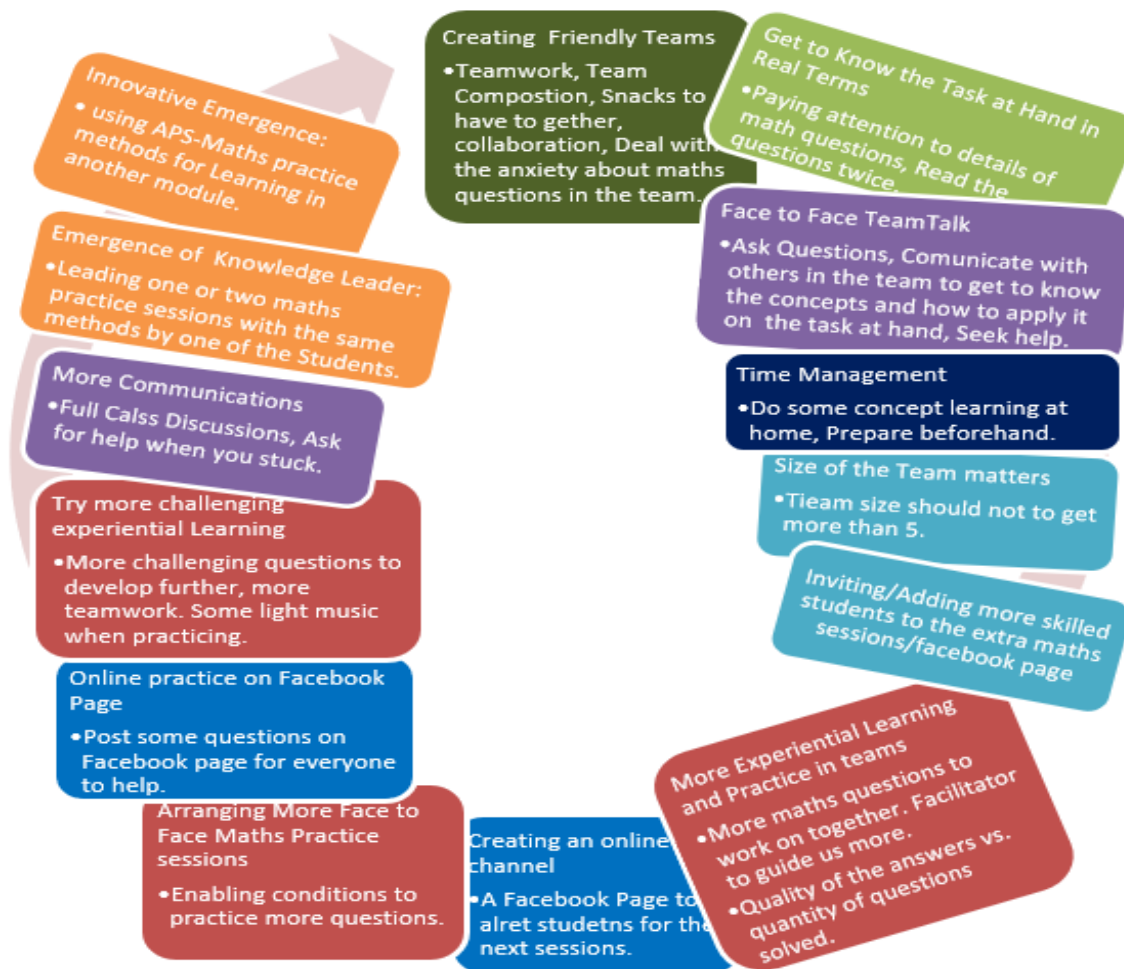 Creating Friendly Teams
•Teamwork, Team
Compostion, Snacks to
have to gether,
collaboration, Deal with
the anxiety about maths
questions in the team.
Get to Know the Task at Hand in
Real Terms
•Paying attention to details of
math questions, Read the
questions twice.
Face to Face TeamTalk
•Ask Questions, Comunicate with
others in the team to get to know
the concepts and how to apply it
on the task at hand, Seek help.
Time Management
•Do some concept learning at
home, Prepare beforehand.
Size of the Team matters
•Tieam size should not to get
more than 5.
Inviting/Adding more skilled
students to the extra maths
sessions/facebook page
More Experiential Learning
and Practice in teams
•More maths questions to
work on together. Facilitator
to guide us more.
•Quality of the answers vs.
quantity of questions
solved.
Creating an online
channel
•A Facebook Page to
alret studetns for the
next sessions.
Arranging More Face to
Face Maths Practice
sessions
•Enabling conditions to
practice more questions.
Online practice on Facebook
Page
•Post some questions on
Facebook page for everyone
to help.
Try more challenging
experiential Learning
•More challenging questions to
develop further, more
teamwork. Some light music
when practicing.
More Communications
•Full Calss Discussions, Ask
for help when you stuck.
Emergence of Knowledge Leader:
•Leading one or two maths
practice sessions with the same
methods by one of the Students.
Innovative Emergence:
• using APS-Maths practice
methods for Learning in
another module.